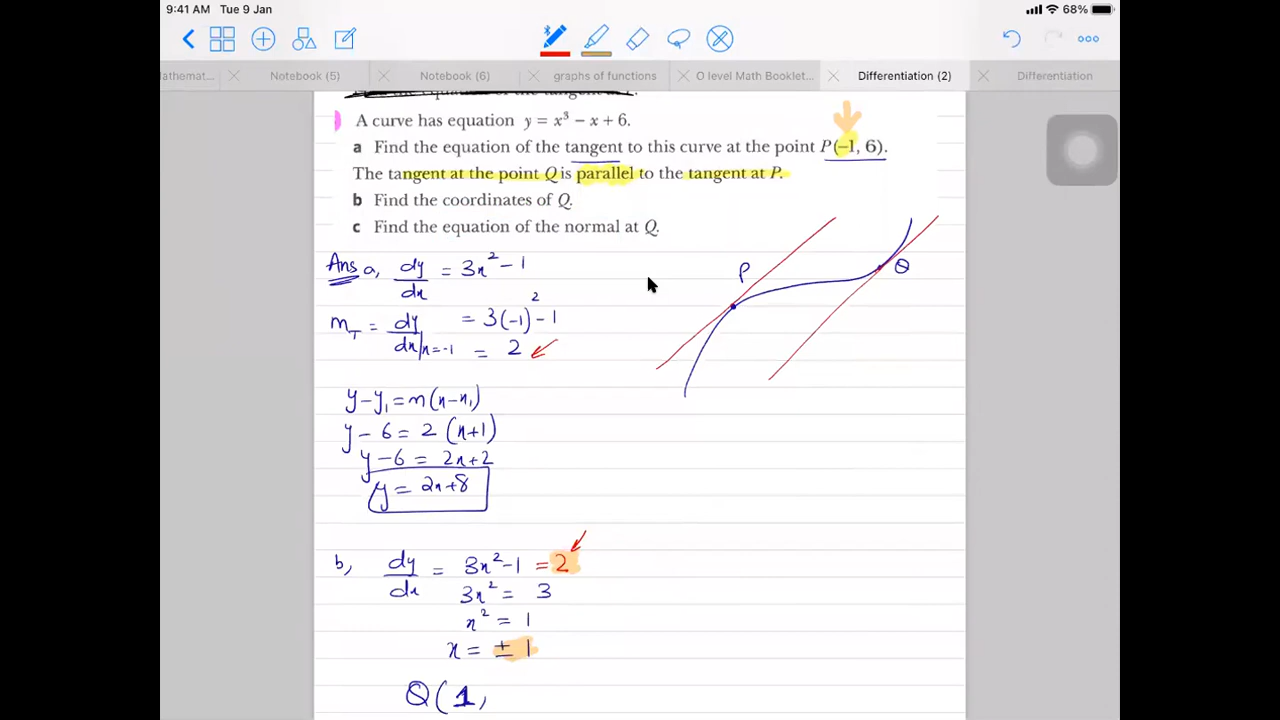 9:41 AM Tue 9 Jan 68%
1athemat... Notebook (5) Notebook (6) graphs of functions O level Math Booklet... Differentiation (2) Differentiation
A curve has equation y = x³ − x + 6.
a Find the equation of the tangent to this curve at the point P(−1, 6).
The tangent at the point Q is parallel to the tangent at P.
b Find the coordinates of Q.
c Find the equation of the normal at Q.
Ans a, dy/dx = 3x² − 1
P
Q
m_T = dy/dx|x=-1 = 3(-1)² - 1
= 2
y-y₁ = m(x-x₁)
y - 6 = 2 (x+1)
y-6 = 2x+2
y = 2x+8
b, dy/dx = 3x²-1 = 2
3x² = 3
x² = 1
x = ± 1
Q(1,